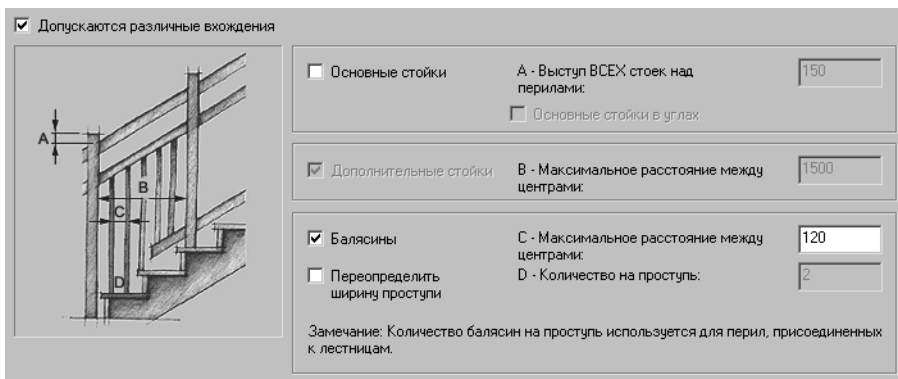 Допускаются различные вхождения
A
B
C
D
Основные стойки
A - Выступ ВСЕХ стоек над
перилами:
150
Основные стойки в углах
Дополнительные стойки
B - Максимальное расстояние между
центрами:
1500
Балясины
C - Максимальное расстояние между
центрами:
120
Переопределить
ширину проступи
D - Количество на проступь:
2
Замечание: Количество балясин на проступь используется для перил, присоединенных
к лестницам.